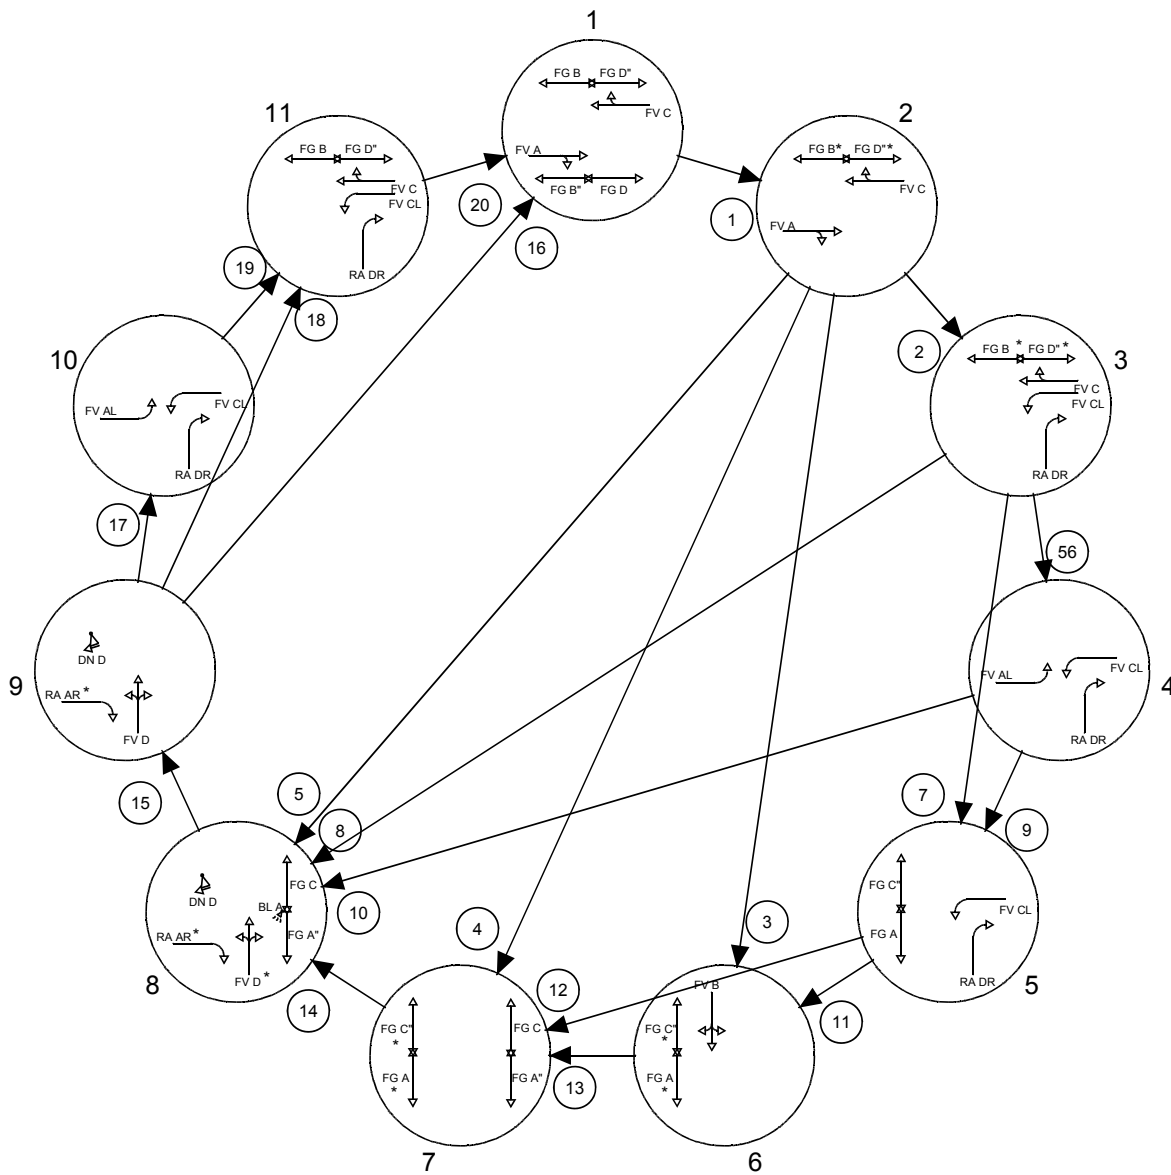 1
FG B FG D"
FV C
FV A
FG B" FG D
11
FG B FG D"
FV C
FV CL
RA DR
2
FG B* FG D"*
FV C
FV A
20
16
1
19
18
2
10
FV AL
FV CL
RA DR
3
FG B * FG D" *
FV C
FV CL
RA DR
17
56
9
DN D
RA AR *
FV D
4
FV AL
FV CL
RA DR
15
5
8
7
9
8
DN D
FG C
BL A
RA AR *
FG A"
FV D *
10
5
FG C"
FV CL
FG A
RA DR
14
4
3
12
11
13
7
FG C"
*
FG C
FG A
*
FG A"
6
FV B
FG C"
*
FG A
*